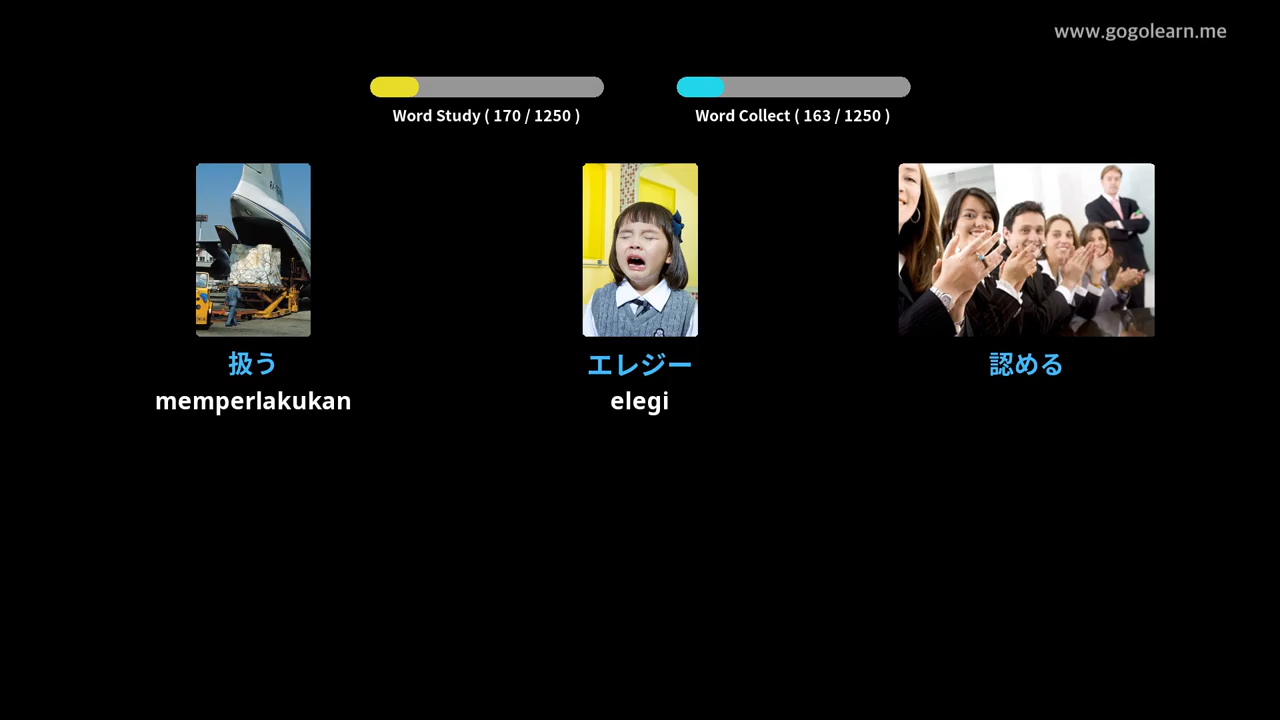 www.gogolearn.me
Word Study ( 170 / 1250 )
Word Collect ( 163 / 1250 )
扱う
エレジー
認める
memperlakukan
elegi